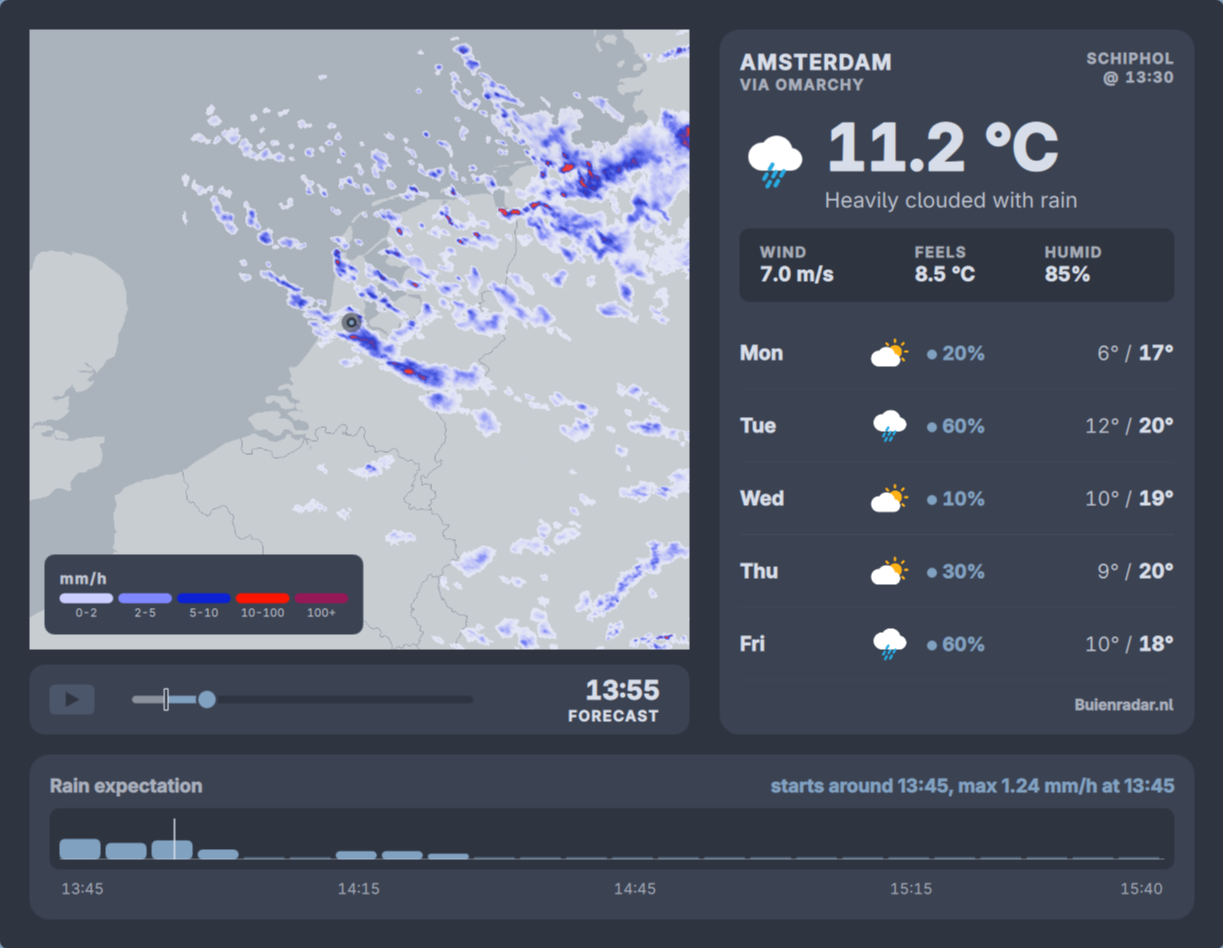 AMSTERDAM
VIA OMARCHY
SCHIPHOL
@ 13:30
11.2 °C
Heavily clouded with rain
WIND FEELS HUMID
7.0 m/s 8.5 °C 85%
Mon 20% 6° / 17°
Tue 60% 12° / 20°
Wed 10% 10° / 19°
Thu 30% 9° / 20°
Fri 60% 10° / 18°
Buienradar.nl
mm/h
0-2 2-5 5-10 10-100 100+
13:55
FORECAST
Rain expectation
starts around 13:45, max 1.24 mm/h at 13:45
13:45 14:15 14:45 15:15 15:40